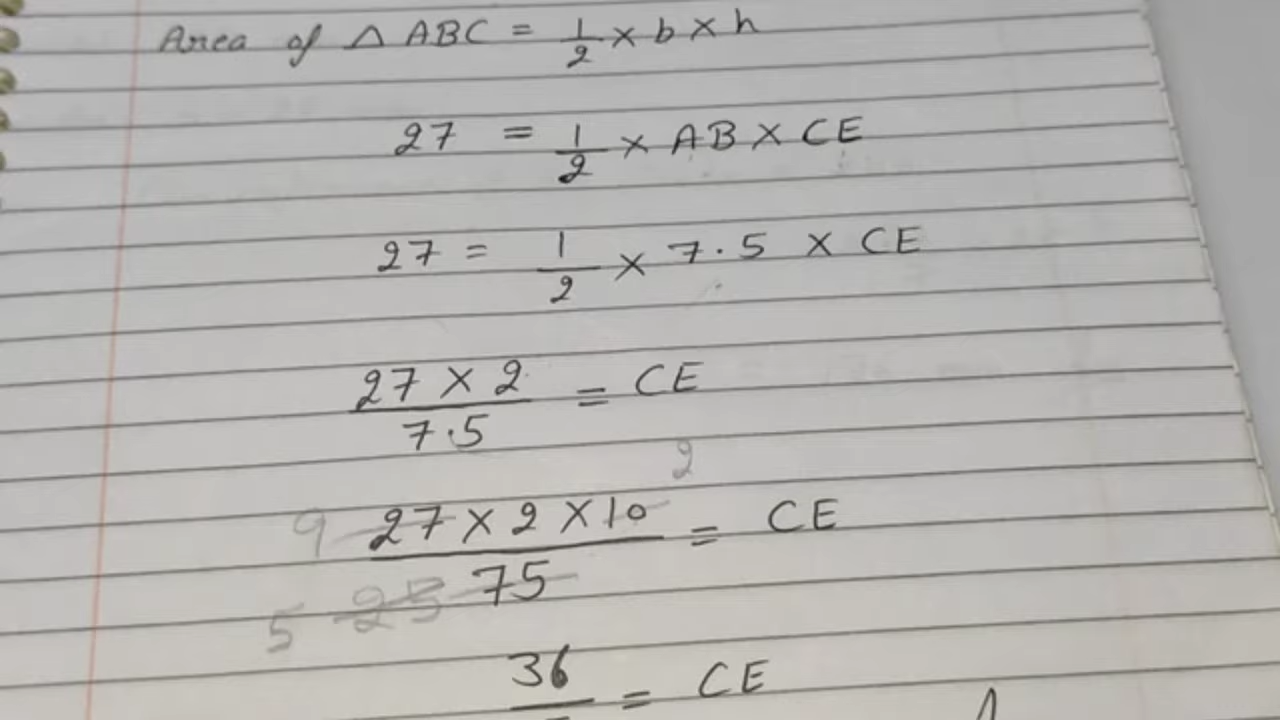 Area of △ ABC = 1/2 × b × h
27 = 1/2 × AB × CE
27 = 1/2 × 7.5 × CE
27 × 2 / 7.5 = CE
9 27 × 2 × 10 2 / 5 25 75 = CE
36 / = CE